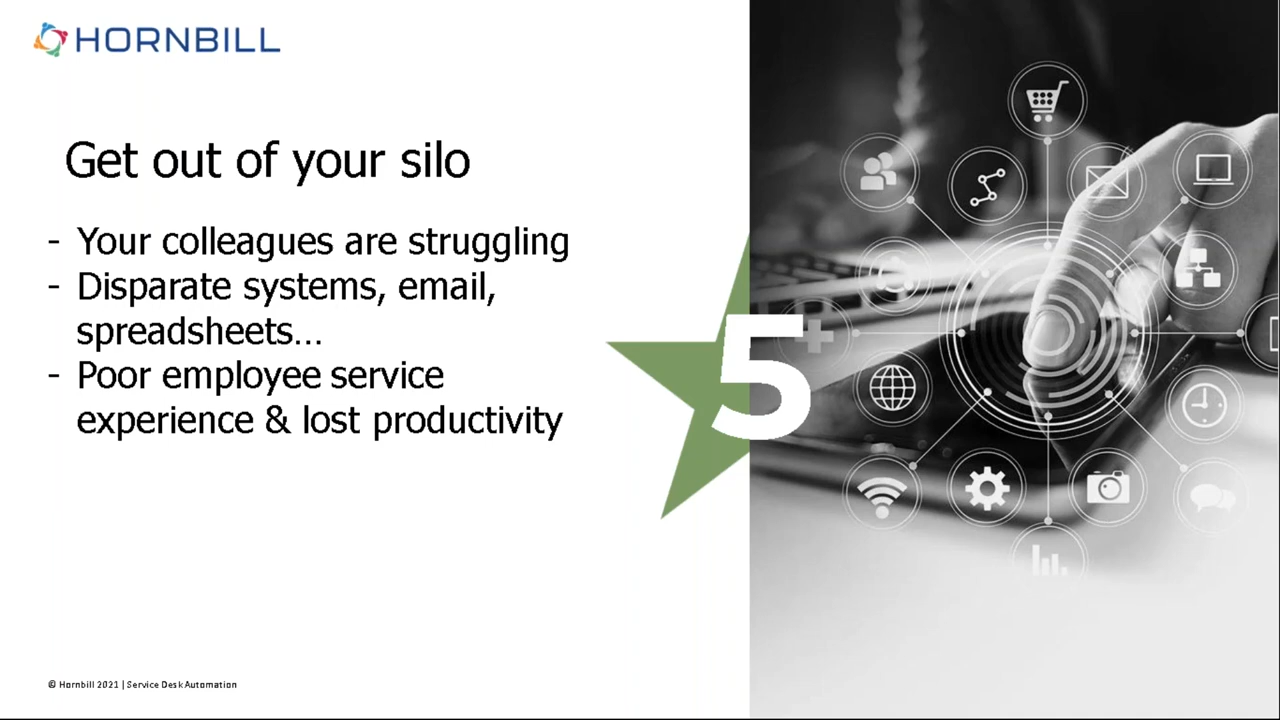 HORNBILL
Get out of your silo
- Your colleagues are struggling
- Disparate systems, email,
spreadsheets...
- Poor employee service
experience & lost productivity
5
© Hornbill 2021 | Service Desk Automation